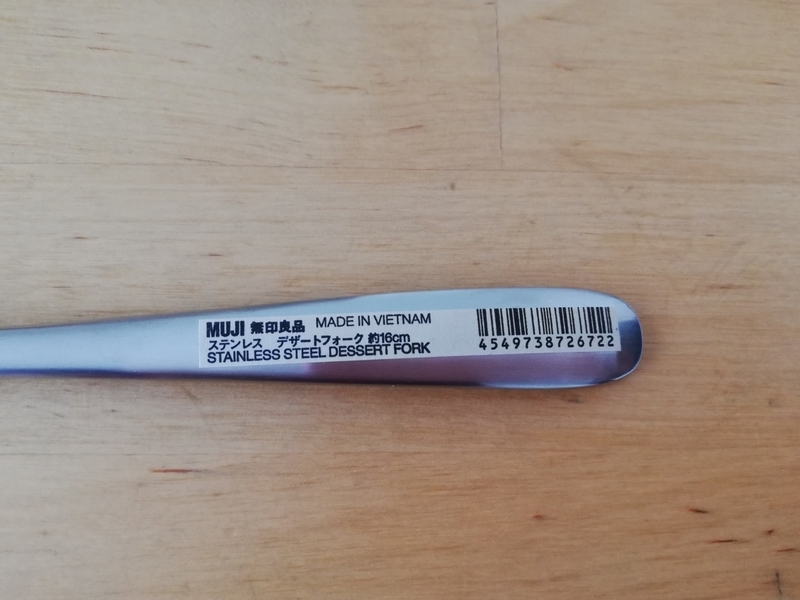 MUJI 無印良品 MADE IN VIETNAM
ステンレス デザートフォーク 約16cm
STAINLESS STEEL DESSERT FORK
4549738726722